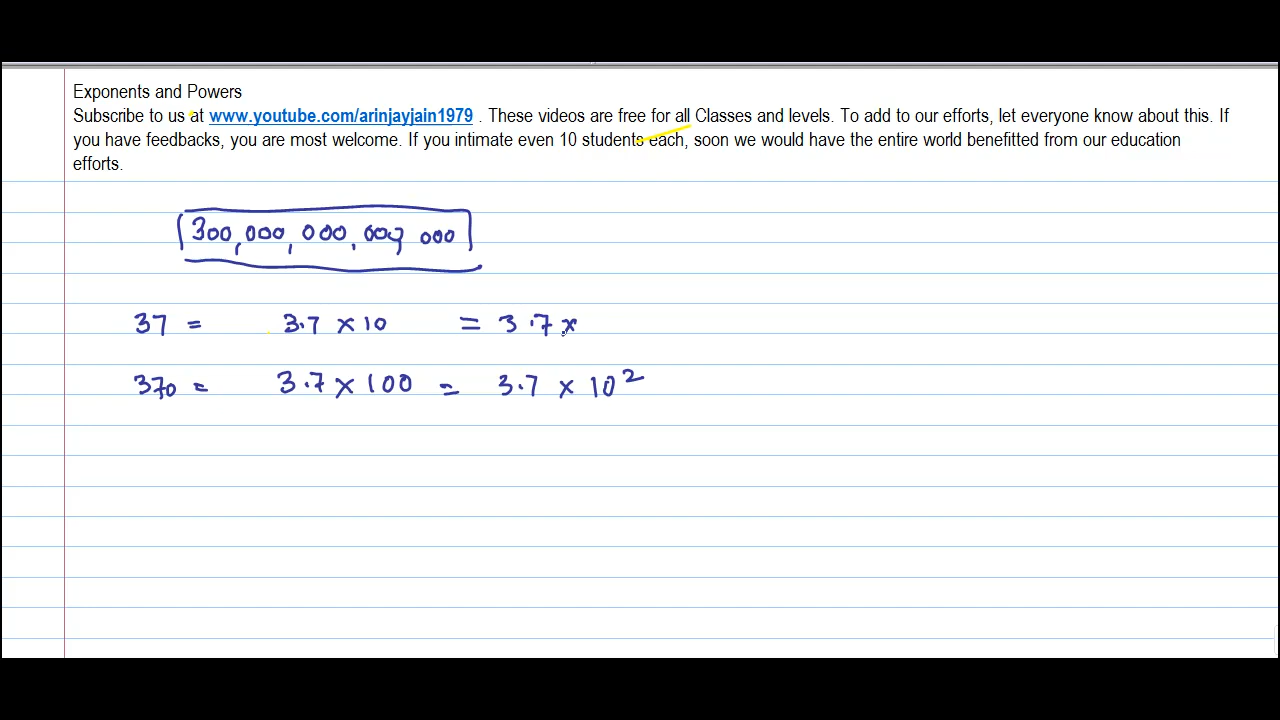 Exponents and Powers
Subscribe to us at www.youtube.com/arinjayjain1979 . These videos are free for all Classes and levels. To add to our efforts, let everyone know about this. If
you have feedbacks, you are most welcome. If you intimate even 10 students each, soon we would have the entire world benefitted from our education
efforts.
300,000,000,000,000
37 = 3.7 × 10 = 3.7 ×
370 = 3.7 × 100 = 3.7 × 10²